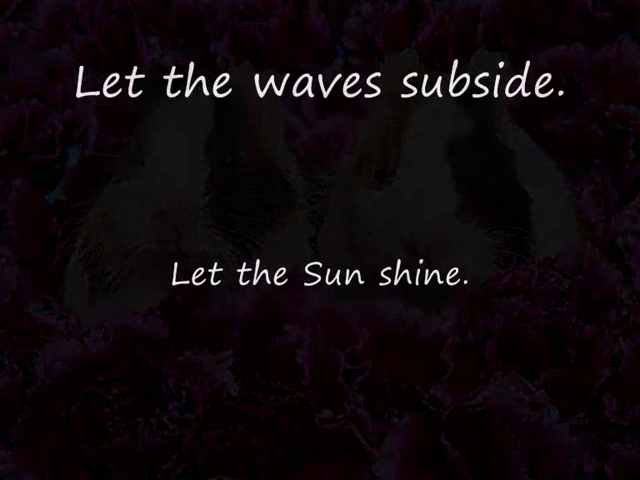 Let the waves subside.
Let the Sun shine.